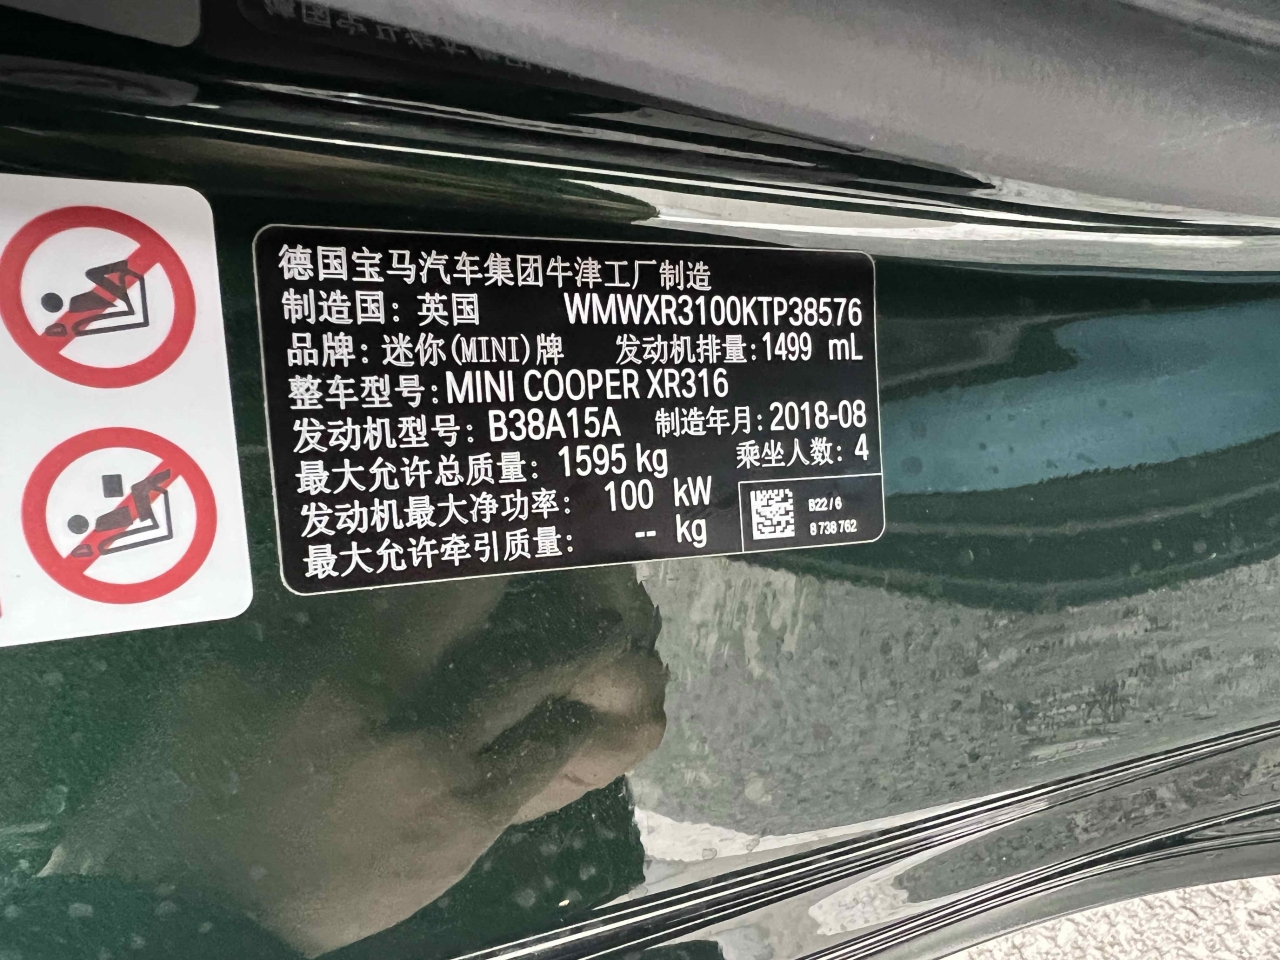 德国宝马汽车集团牛津工厂制造
制造国：英国 WMWXR3100KTP38576
品牌：迷你(MINI)牌 发动机排量：1499 mL
整车型号：MINI COOPER XR316
发动机型号：B38A15A 制造年月：2018-08
最大允许总质量：1595 kg 乘坐人数：4
发动机最大净功率：100 kW
最大允许牵引质量：-- kg
B22/6
8 738 762